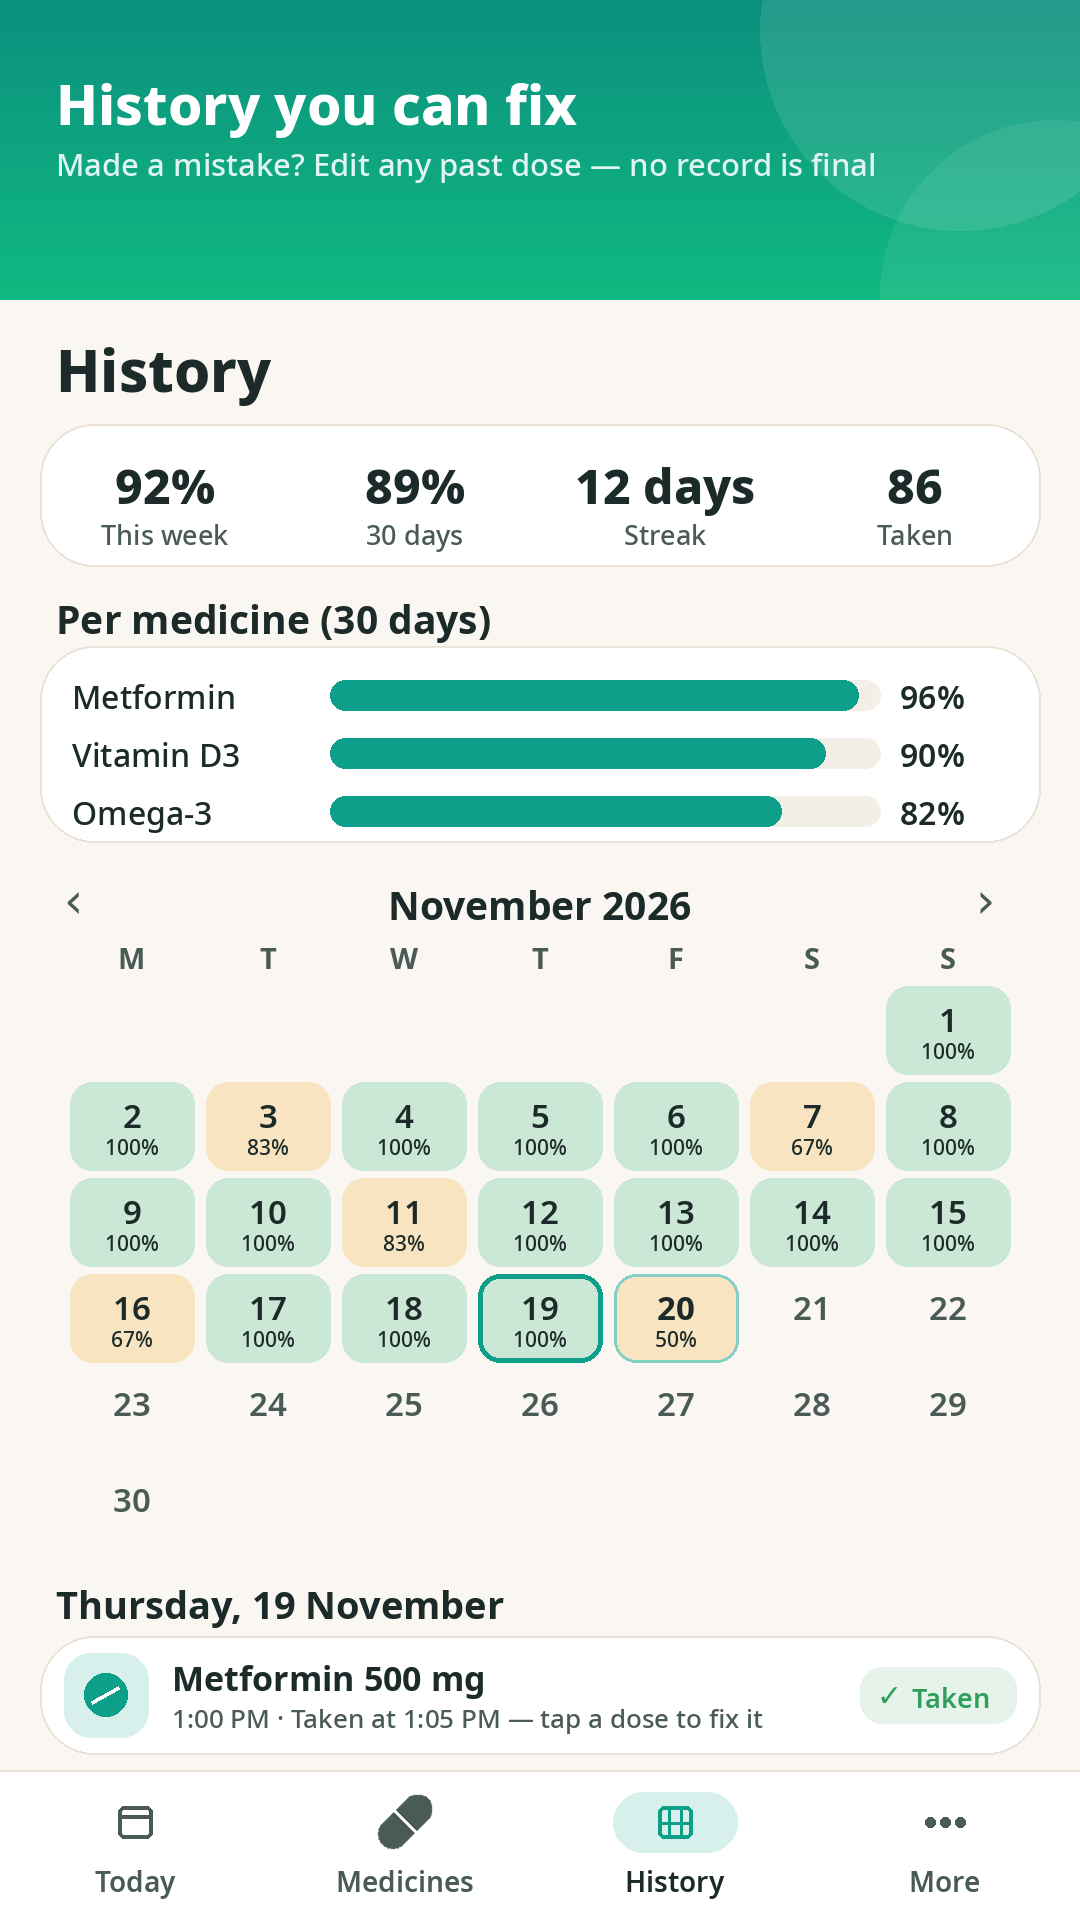 History you can fix
Made a mistake? Edit any past dose — no record is final
History
92% 89% 12 days 86
This week 30 days Streak Taken
Per medicine (30 days)
Metformin 96%
Vitamin D3 90%
Omega-3 82%
‹ November 2026 ›
M T W T F S S
1
100%
2 3 4 5 6 7 8
100% 83% 100% 100% 100% 67% 100%
9 10 11 12 13 14 15
100% 100% 83% 100% 100% 100% 100%
16 17 18 19 20 21 22
67% 100% 100% 100% 50%
23 24 25 26 27 28 29
30
Thursday, 19 November
Metformin 500 mg
1:00 PM · Taken at 1:05 PM — tap a dose to fix it
✓ Taken
Today Medicines History More